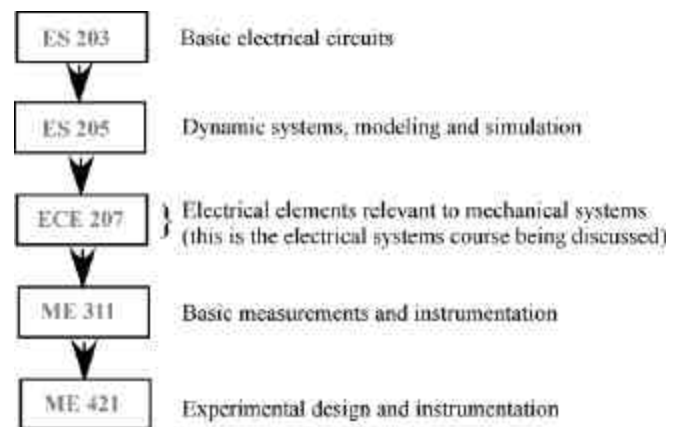 ES 203 Basic electrical circuits
ES 205 Dynamic systems, modeling and simulation
ECE 207 } Electrical elements relevant to mechanical systems
(this is the electrical systems course being discussed)
ME 311 Basic measurements and instrumentation
ME 421 Experimental design and instrumentation